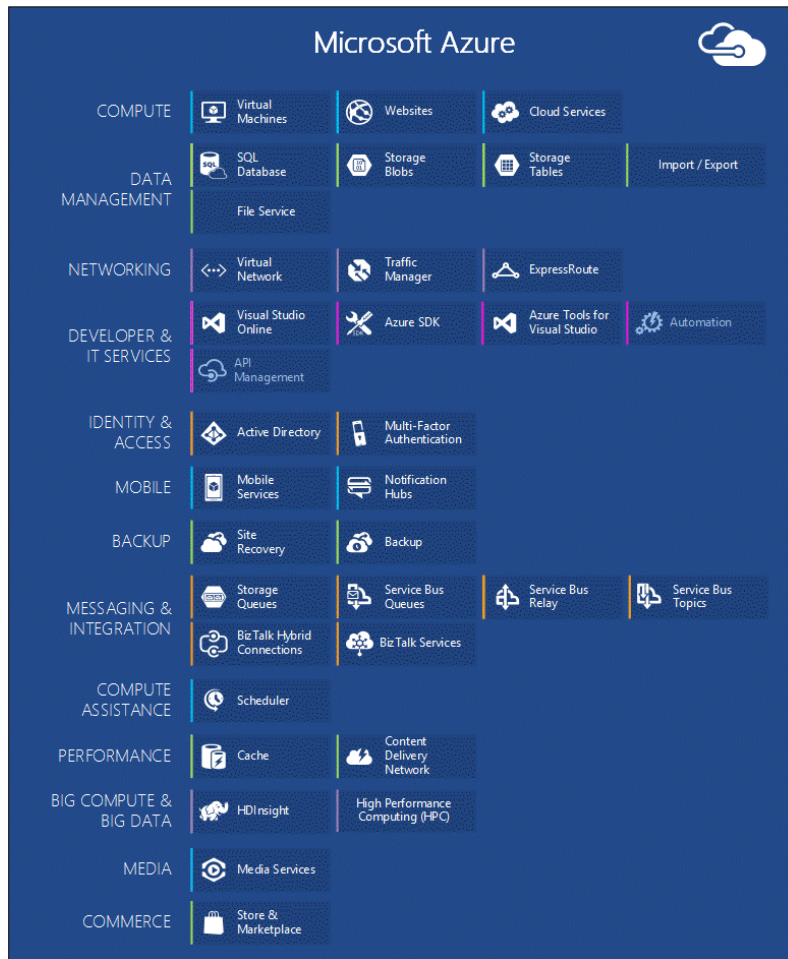 Microsoft Azure
COMPUTE
Virtual
Machines
Websites
Cloud Services
DATA
MANAGEMENT
SQL
SQL
Database
Storage
Blobs
Storage
Tables
Import / Export
File Service
NETWORKING
Virtual
Network
Traffic
Manager
ExpressRoute
DEVELOPER &
IT SERVICES
Visual Studio
Online
SDK
Azure SDK
Azure Tools for
Visual Studio
Automation
API
Management
IDENTITY &
ACCESS
Active Directory
Multi-Factor
Authentication
MOBILE
Mobile
Services
Notification
Hubs
BACKUP
Site
Recovery
Backup
MESSAGING &
INTEGRATION
Storage
Queues
Service Bus
Queues
Service Bus
Relay
Service Bus
Topics
BizTalk Hybrid
Connections
BizTalk Services
COMPUTE
ASSISTANCE
Scheduler
PERFORMANCE
Cache
Content
Delivery
Network
BIG COMPUTE &
BIG DATA
HDInsight
High Performance
Computing (HPC)
MEDIA
Media Services
COMMERCE
Store &
Marketplace